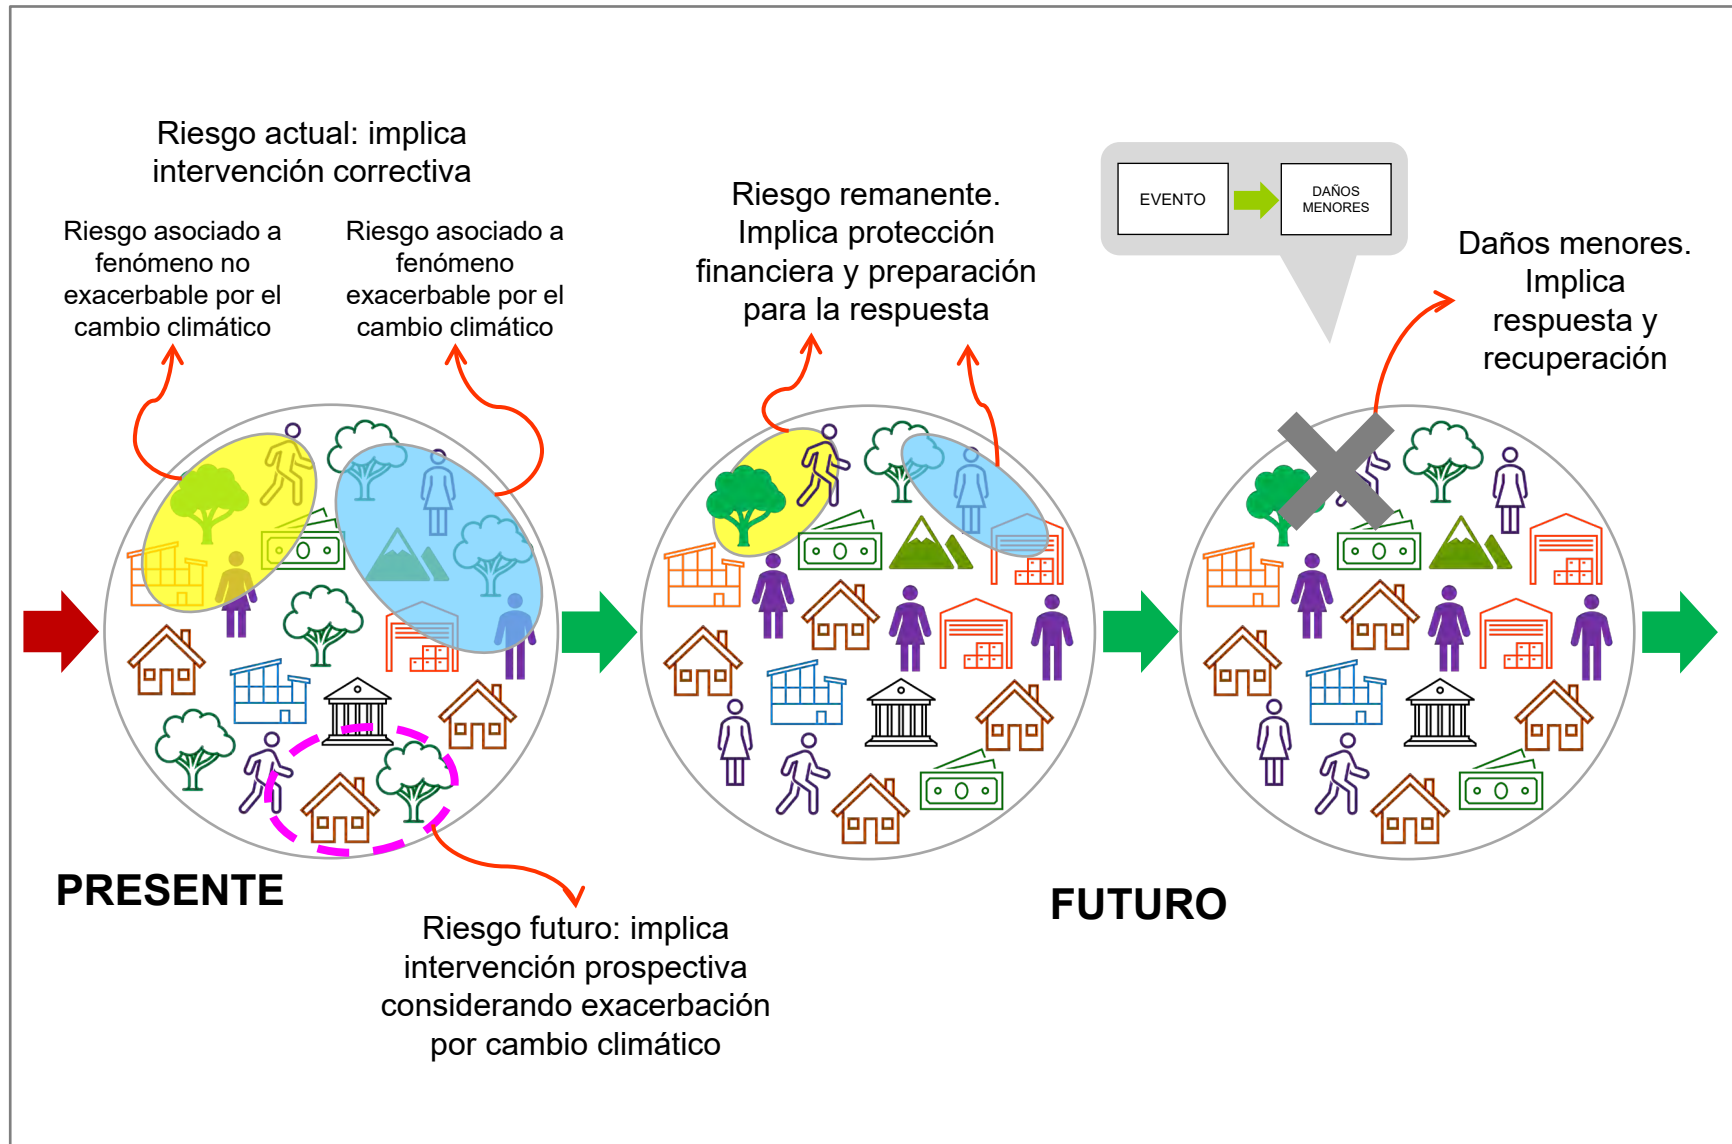 Riesgo actual: implica
intervención correctiva
Riesgo asociado a
fenómeno no
exacerbable por el
cambio climático
Riesgo asociado a
fenómeno
exacerbable por el
cambio climático
Riesgo remanente.
Implica protección
financiera y preparación
para la respuesta
EVENTO
DAÑOS
MENORES
Daños menores.
Implica
respuesta y
recuperación
PRESENTE
FUTURO
Riesgo futuro: implica
intervención prospectiva
considerando exacerbación
por cambio climático